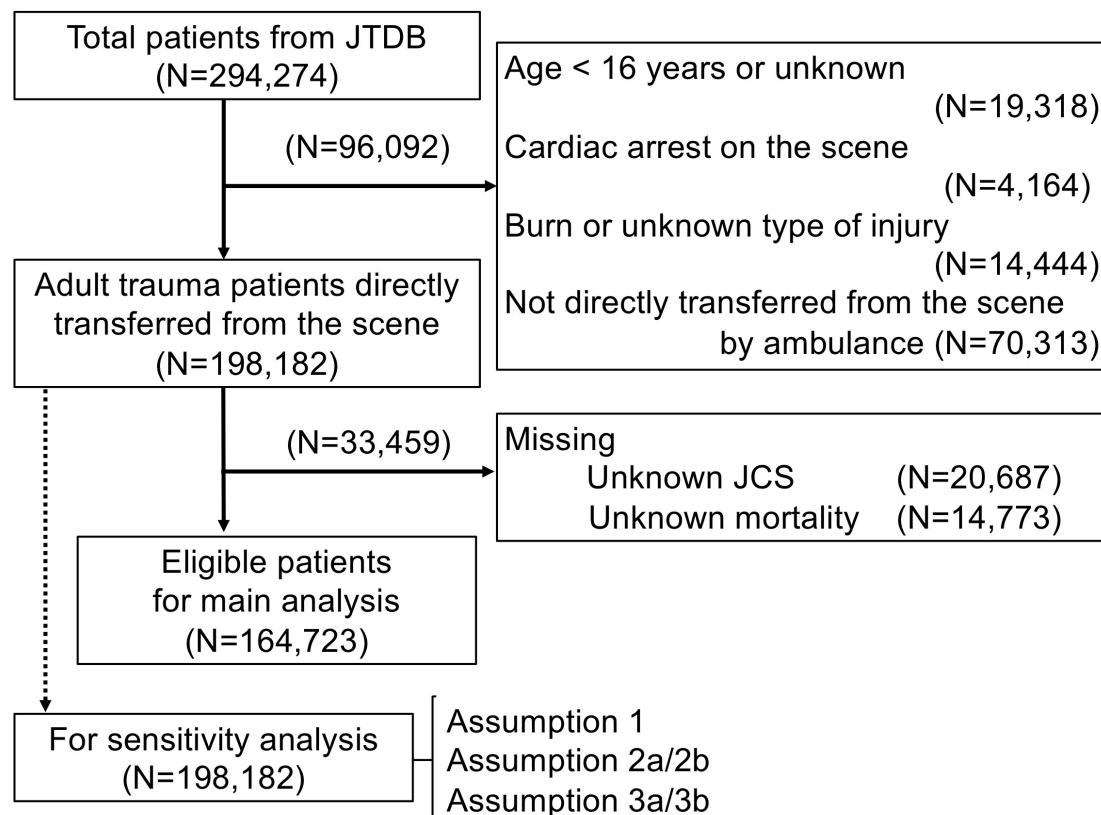 Total patients from JTDB
(N=294,274)
(N=96,092)
Age < 16 years or unknown
(N=19,318)
Cardiac arrest on the scene
(N=4,164)
Burn or unknown type of injury
(N=14,444)
Not directly transferred from the scene
by ambulance (N=70,313)
Adult trauma patients directly
transferred from the scene
(N=198,182)
(N=33,459)
Missing
Unknown JCS (N=20,687)
Unknown mortality (N=14,773)
Eligible patients
for main analysis
(N=164,723)
For sensitivity analysis
(N=198,182)
Assumption 1
Assumption 2a/2b
Assumption 3a/3b